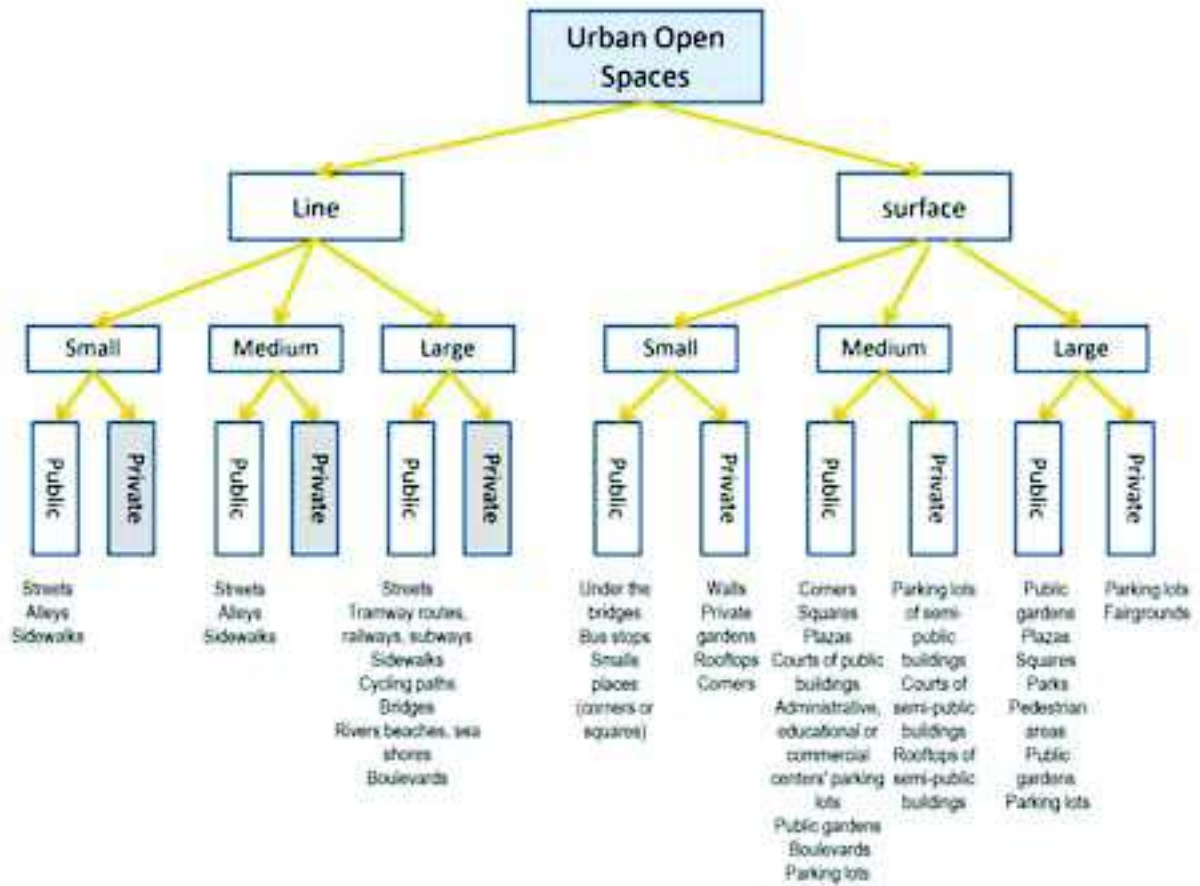 Urban Open
Spaces
Line
surface
Small
Medium
Large
Small
Medium
Large
Public
Private
Public
Private
Public
Private
Public
Private
Public
Private
Public
Private
Streets
Alleys
Sidewalks
Streets
Alleys
Sidewalks
Streets
Tramway routes,
railways, subways
Sidewalks
Cycling paths
Bridges
Rivers beaches, sea
shores
Boulevards
Under the
bridges
Bus stops
Smalls
places
(corners or
squares)
Walls
Private
gardens
Rooftops
Corners
Corners
Squares
Plazas
Courts of public
buildings
Administrative,
educational or
commercial
centers' parking
lots
Public gardens
Boulevards
Parking lots
Parking lots
of semi-
public
buildings
Courts of
semi-public
buildings
Rooftops of
semi-public
buildings
Public
gardens
Plazas
Squares
Parks
Pedestrian
areas
Public
gardens
Parking lots
Parking lots
Fairgrounds